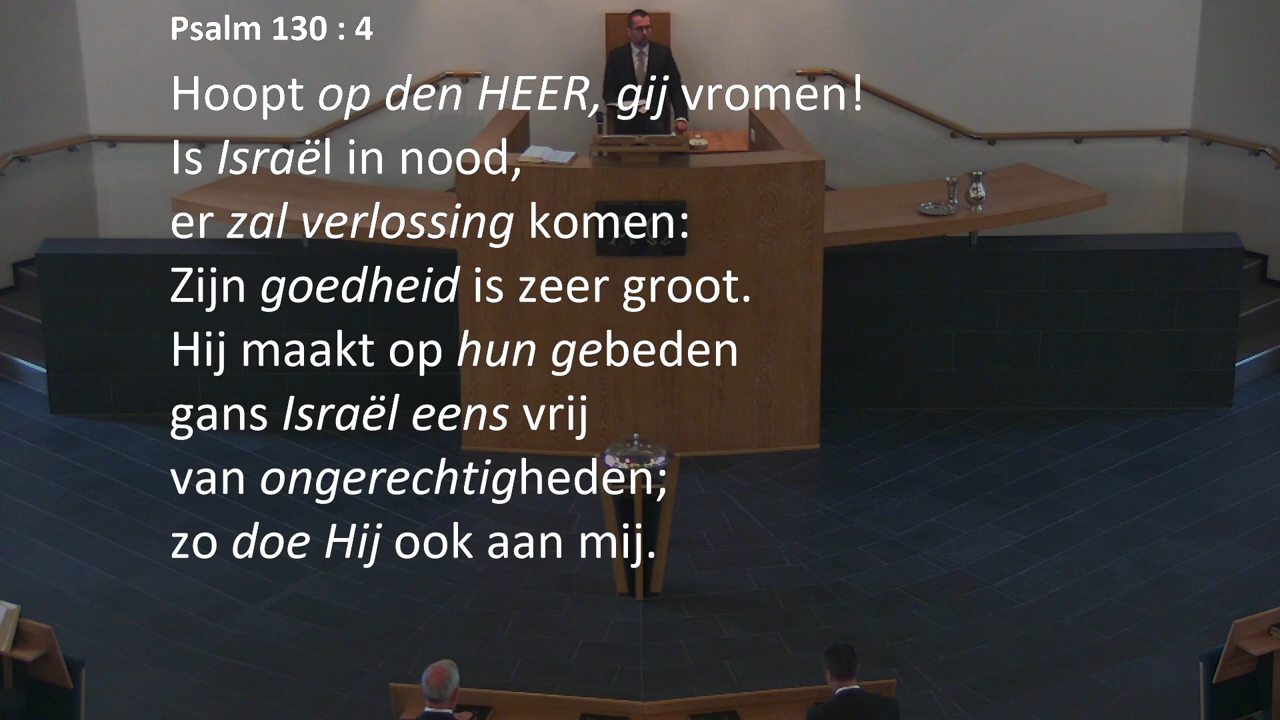 Psalm 130 : 4
Hoopt op den HEER, gij vromen!
Is Israël in nood,
er zal verlossing komen:
Zijn goedheid is zeer groot.
Hij maakt op hun gebeden
gans Israël eens vrij
van ongerechtigheden;
zo doe Hij ook aan mij.